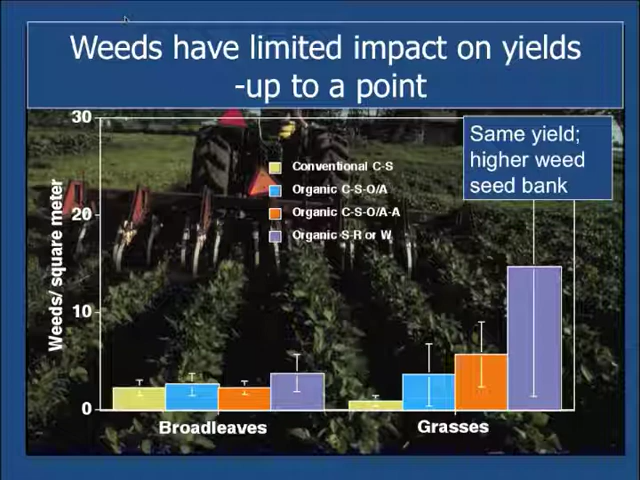 Weeds have limited impact on yields
-up to a point
30
Same yield;
higher weed
seed bank
Conventional C-S
Organic C-S-O/A
Organic C-S-O/A-A
Organic S-R or W
Weeds/ square meter
20
10
0
Broadleaves
Grasses